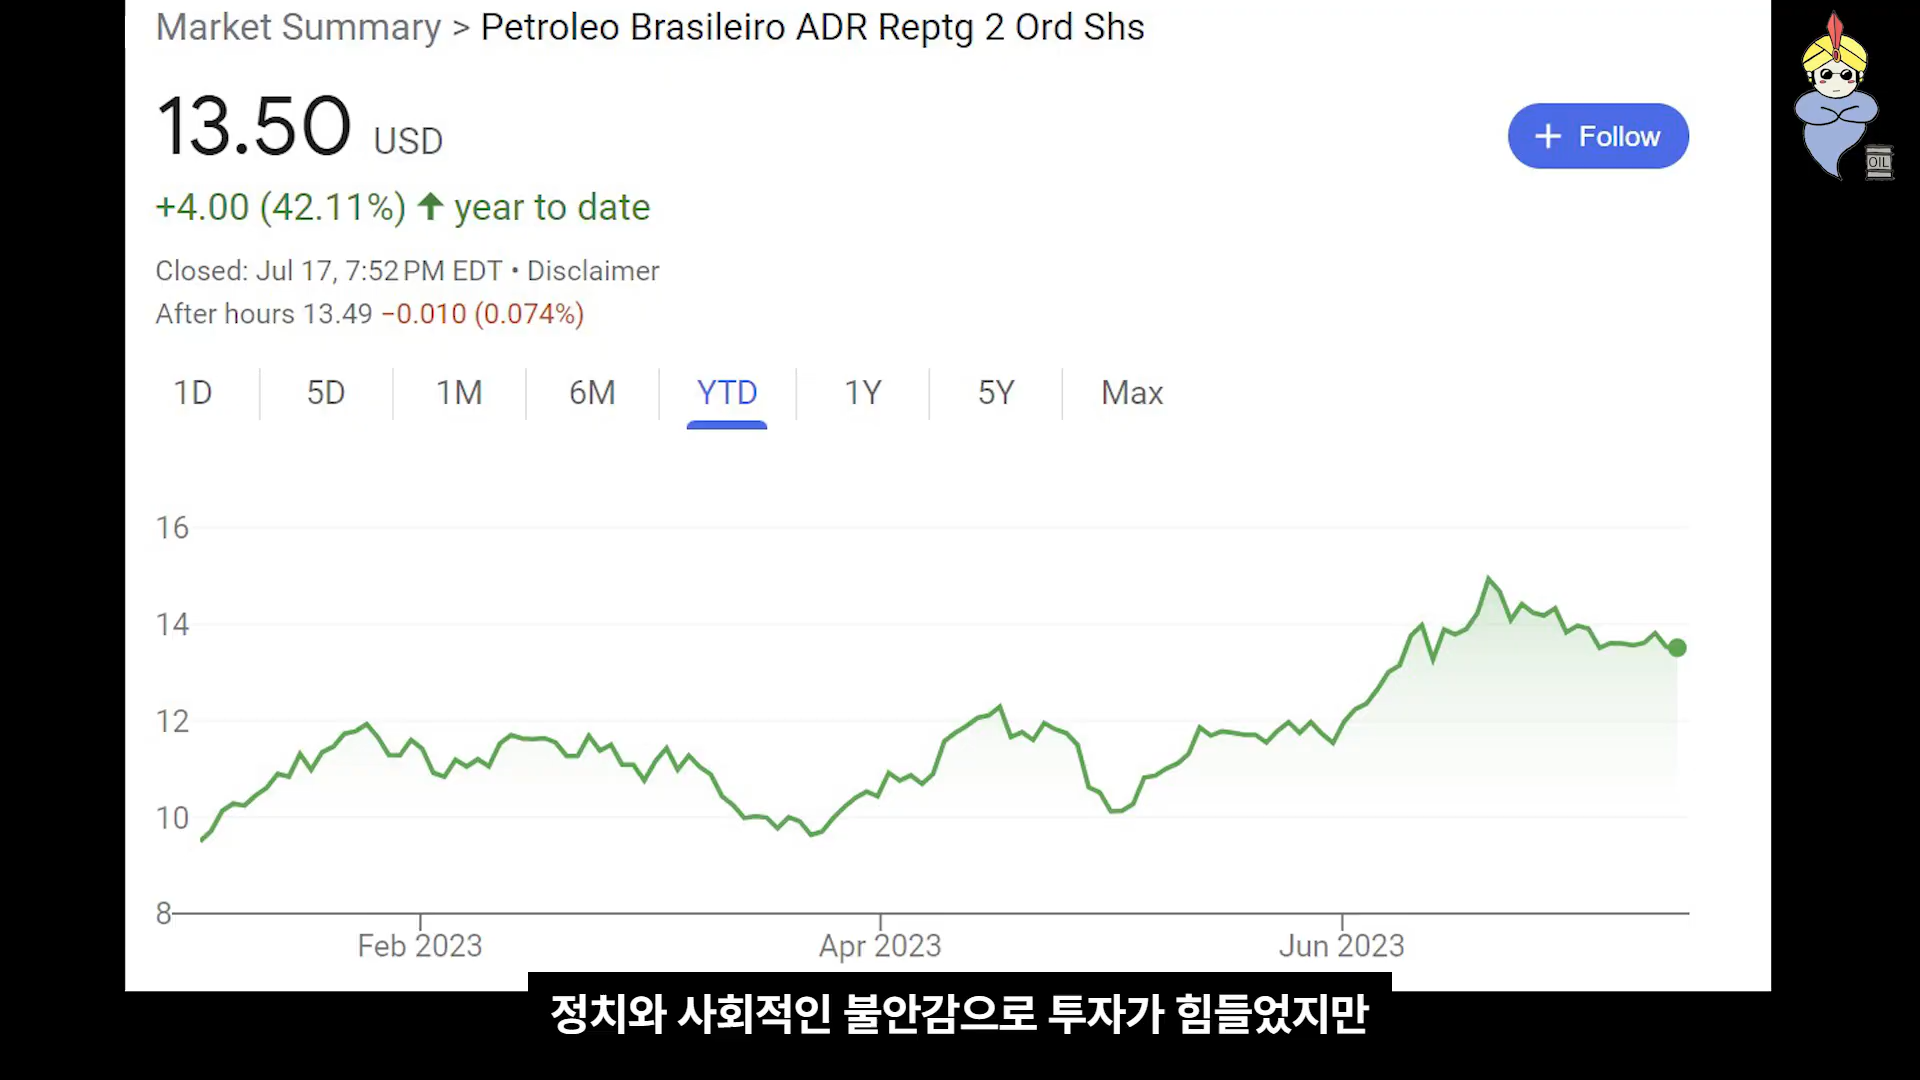 Market Summary > Petroleo Brasileiro ADR Reptg 2 Ord Shs
13.50 USD
+ Follow
+4.00 (42.11%) ↑ year to date
Closed: Jul 17, 7:52 PM EDT • Disclaimer
After hours 13.49 −0.010 (0.074%)
1D 5D 1M 6M YTD 1Y 5Y Max
16
14
12
10
8
Feb 2023 Apr 2023 Jun 2023
정치와 사회적인 불안감으로 투자가 힘들었지만
OIL